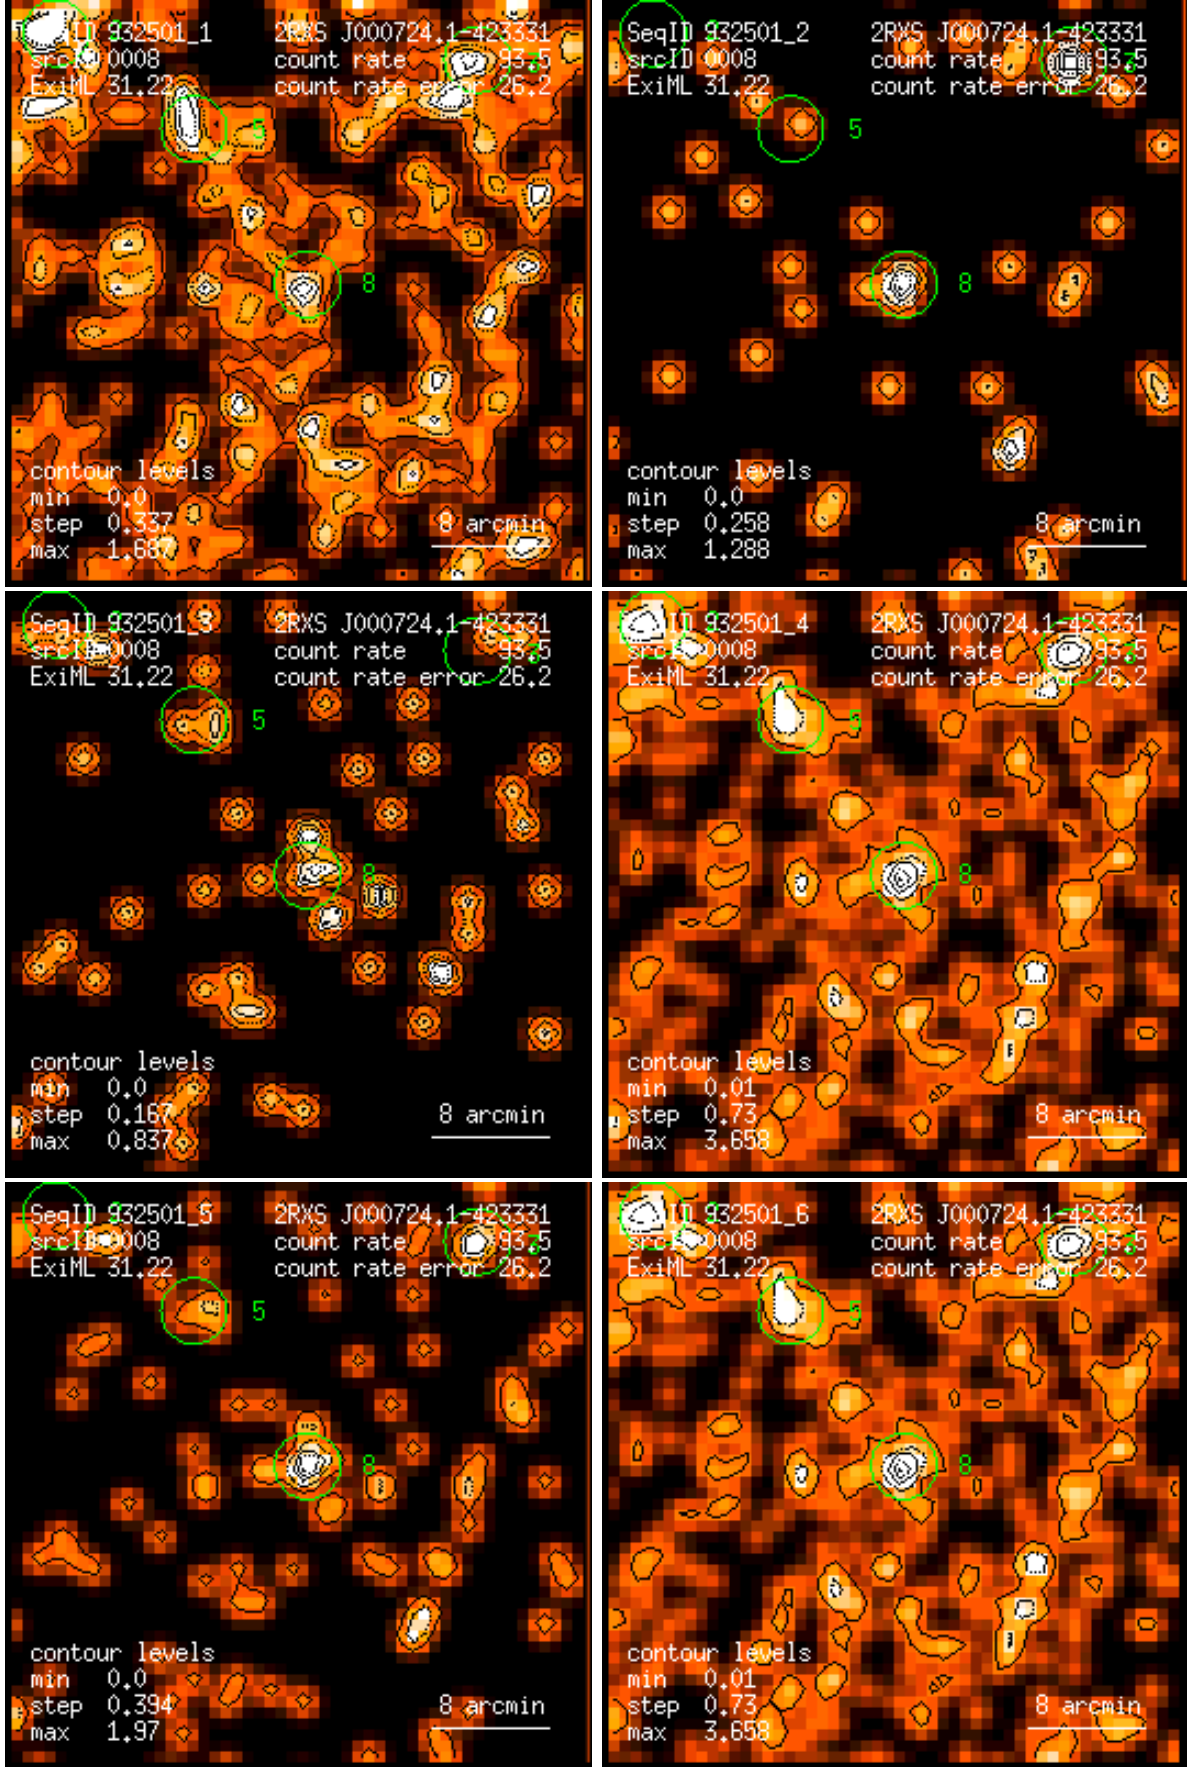 SeqID 932501_1 2RXS J000724.1-423331
srcID 0008 count rate 93.5
ExiML 31.22 count rate error 26.2
5
8
contour levels
min 0.0
step 0.337
max 1.687
8 arcmin
SeqID 932501_2 2RXS J000724.1-423331
srcID 0008 count rate 93.5
ExiML 31.22 count rate error 26.2
5
8
contour levels
min 0.0
step 0.258
max 1.288
8 arcmin
SeqID 932501_3 2RXS J000724.1-423331
srcID 0008 count rate 93.5
ExiML 31.22 count rate error 26.2
5
8
contour levels
min 0.0
step 0.167
max 0.837
8 arcmin
ID 932501_4 2RXS J000724.1-423331
srcID 0008 count rate 93.5
ExiML 31.22 count rate error 26.2
5
8
contour levels
min 0.01
step 0.73
max 3.658
8 arcmin
SeqID 932501_5 2RXS J000724.1-423331
srcID 0008 count rate 93.5
ExiML 31.22 count rate error 26.2
5
8
contour levels
min 0.0
step 0.394
max 1.97
8 arcmin
ID 932501_6 2RXS J000724.1-423331
srcID 0008 count rate 93.5
ExiML 31.22 count rate error 26.2
5
8
contour levels
min 0.01
step 0.73
max 3.658
8 arcmin